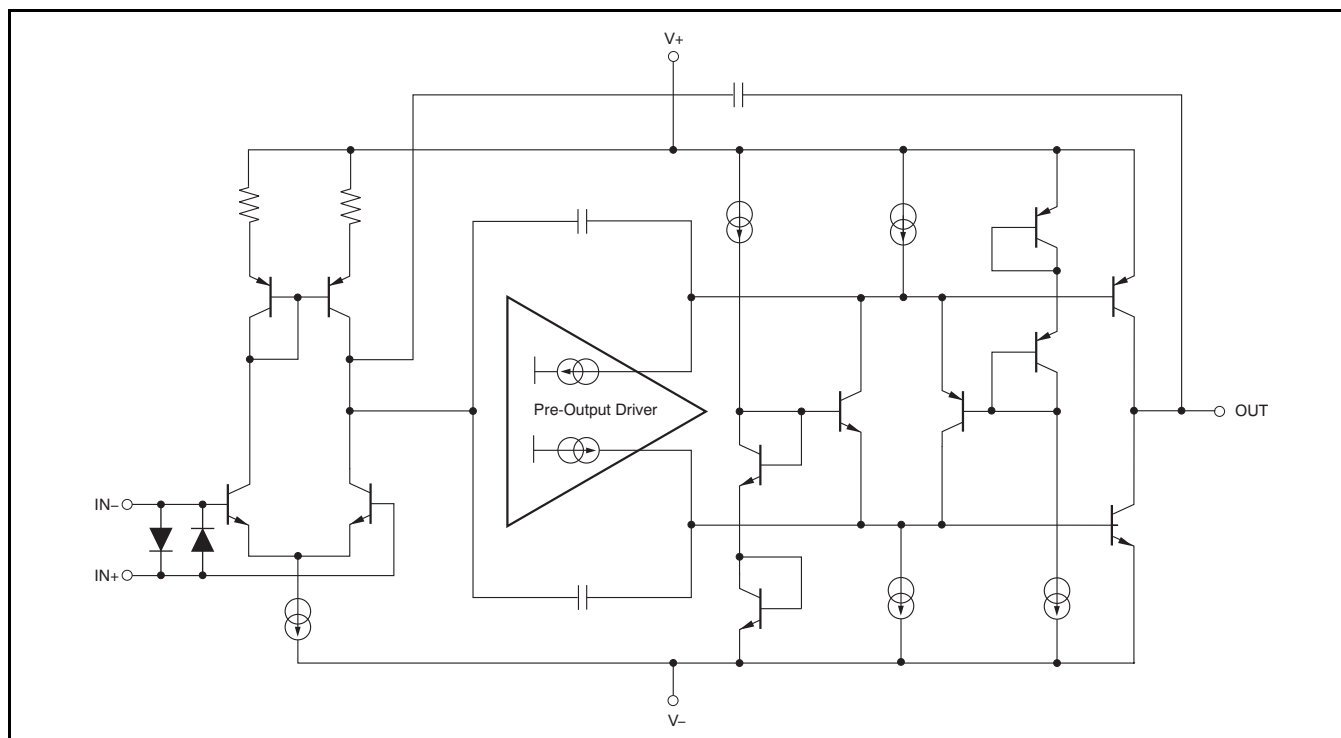 V+
Pre-Output Driver
OUT
IN–
IN+
V–